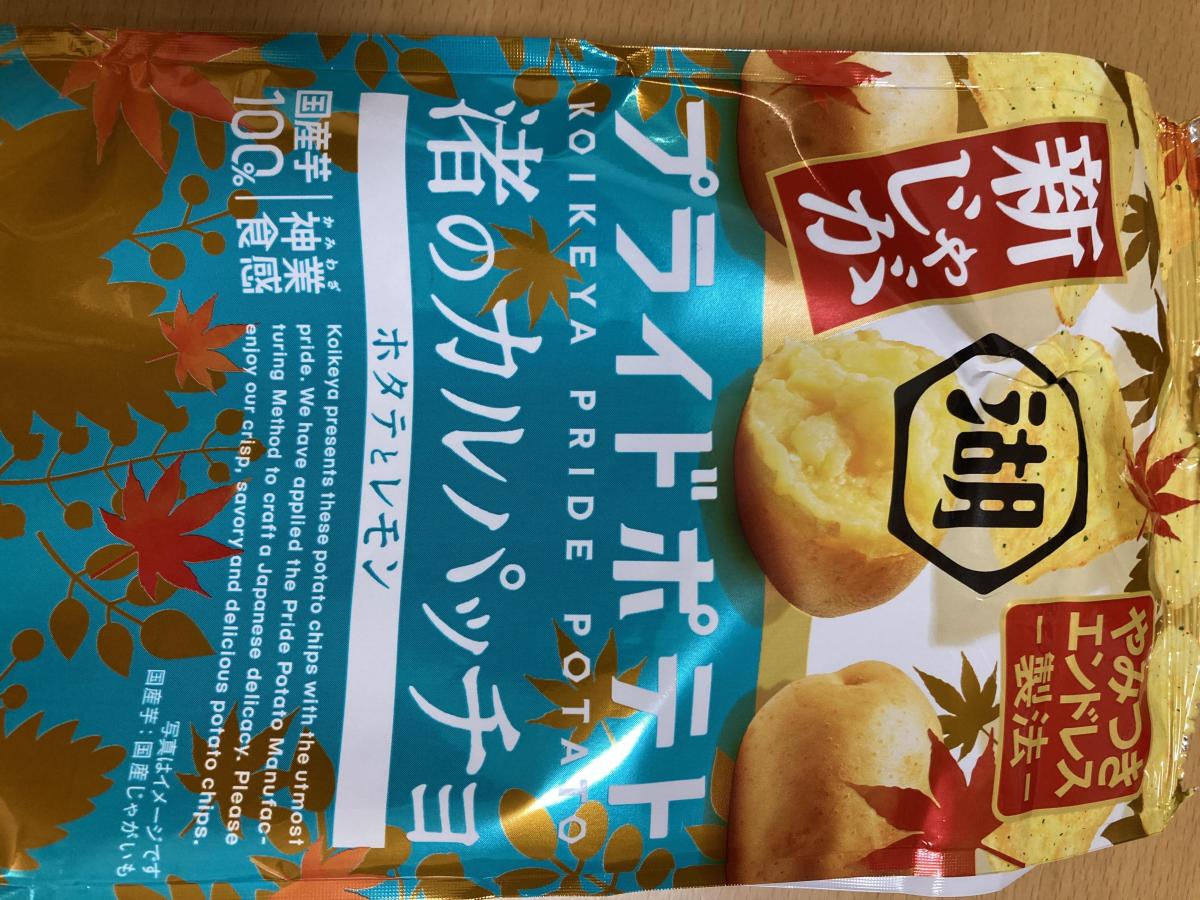 新じゃが
湖
やみつき
エンドレス
ー製法ー
プライドポテト
KOIKEYA PRIDE POTATO
渚のカルパッチョ
ホタテとレモン
国産芋
100%
かみわざ
神業
食感
Koikeya presents these potato chips with the utmost
pride. We have applied the Pride Potato Manufac-
turing Method to craft a Japanese delicacy. Please
enjoy our crisp, savory and delicious potato chips.
写真はイメージです
国産芋：国産じゃがいも